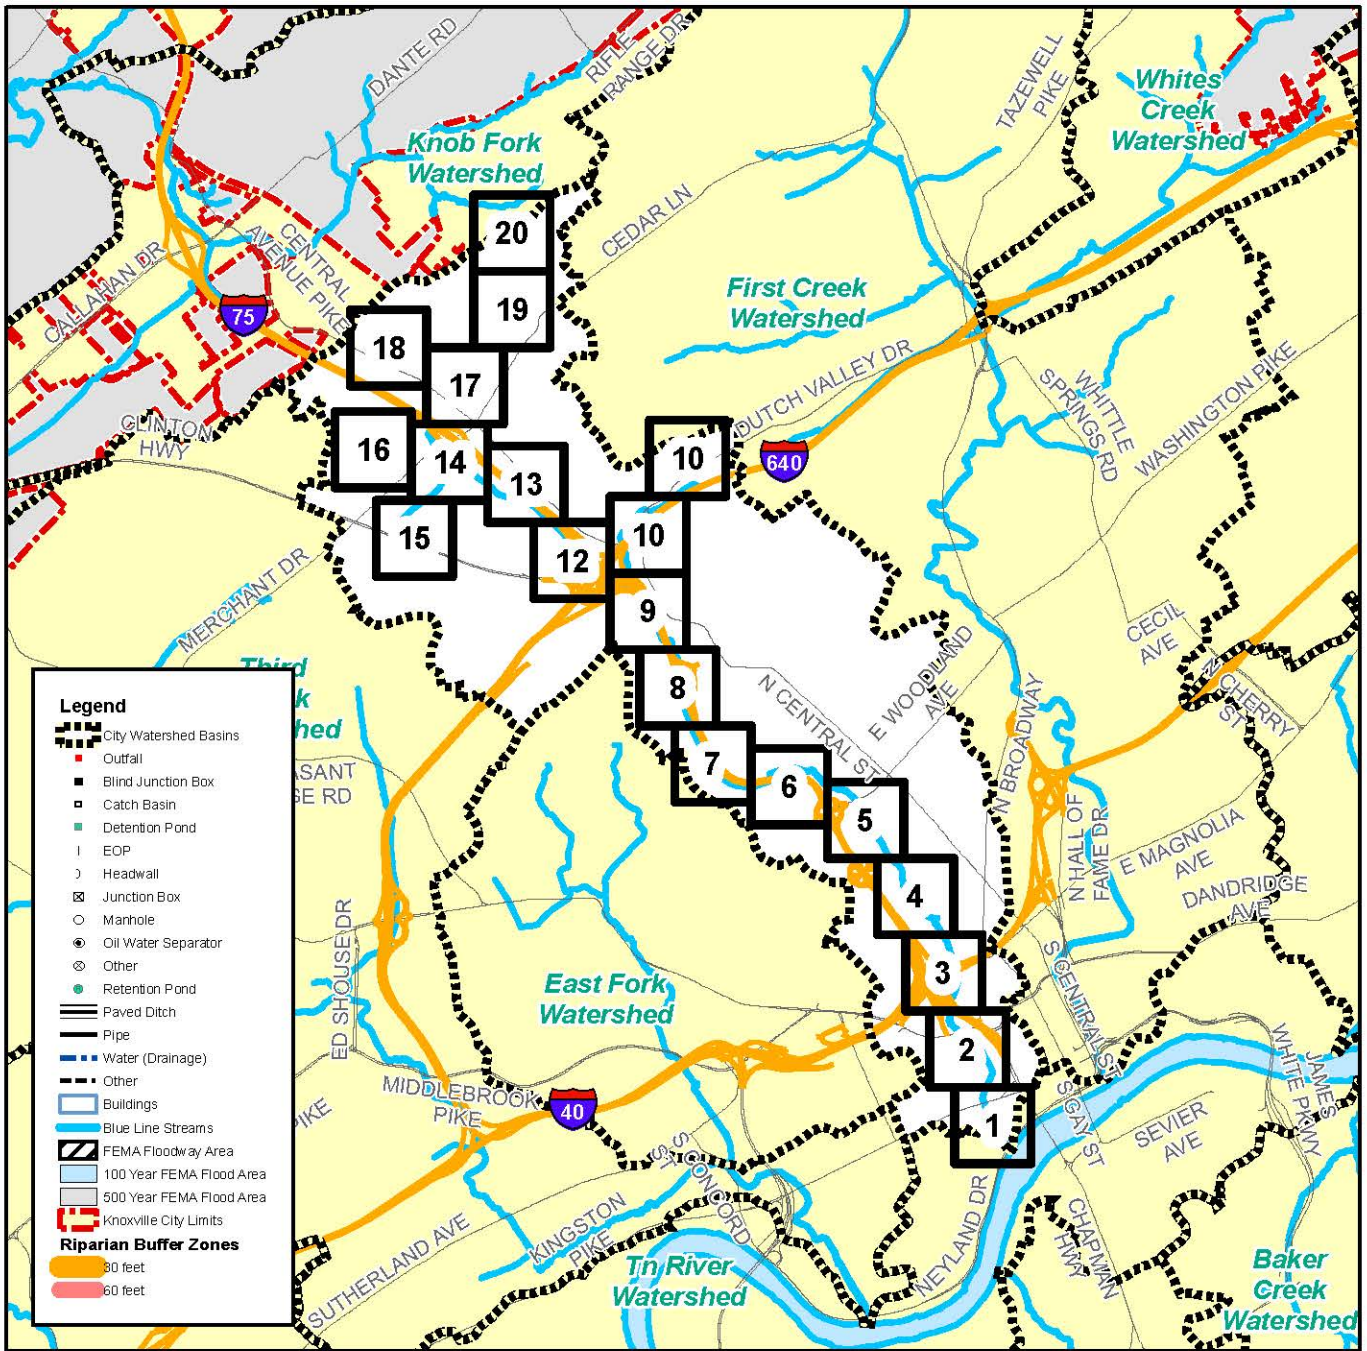 DANTE RD
RIFLE
RANGE DR
TAZEWELL
PIKE
Whites
Creek
Watershed
Knob Fork
Watershed
CEDAR LN
CALLAHAN DR
CENTRAL
AVENUE PIKE
75
20
19
18
17
First Creek
Watershed
DUTCH VALLEY DR
WHITTLE
SPRINGS RD
WASHINGTON PIKE
CLINTON
HWY
16
14
13
10
640
15
12
10
9
MERCHANT DR
CECIL
AVE
N CHERRY
ST
Third
k
hed
8
N CENTRAL ST
E WOODLAND
AVE
N BROADWAY
7
6
5
4
3
2
1
ASANT
GE RD
N HALL OF
FAME DR
E MAGNOLIA
AVE
DANDRIDGE
AVE
ED SHOUSE DR
East Fork
Watershed
S CENTRAL ST
MIDDLEBROOK
PIKE
PIKE
40
S GAY ST
SEVIER
AVE
JAMES
WHITE PKWY
S CONCORD
ST
KINGSTON
PIKE
SUTHERLAND AVE
NEYLAND DR
CHAPMAN
HWY
Tn River
Watershed
Baker
Creek
Watershed
Legend
City Watershed Basins
Outfall
Blind Junction Box
Catch Basin
Detention Pond
EOP
Headwall
Junction Box
Manhole
Oil Water Separator
Other
Retention Pond
Paved Ditch
Pipe
Water (Drainage)
Other
Buildings
Blue Line Streams
FEMA Floodway Area
100 Year FEMA Flood Area
500 Year FEMA Flood Area
Knoxville City Limits
Riparian Buffer Zones
30 feet
60 feet